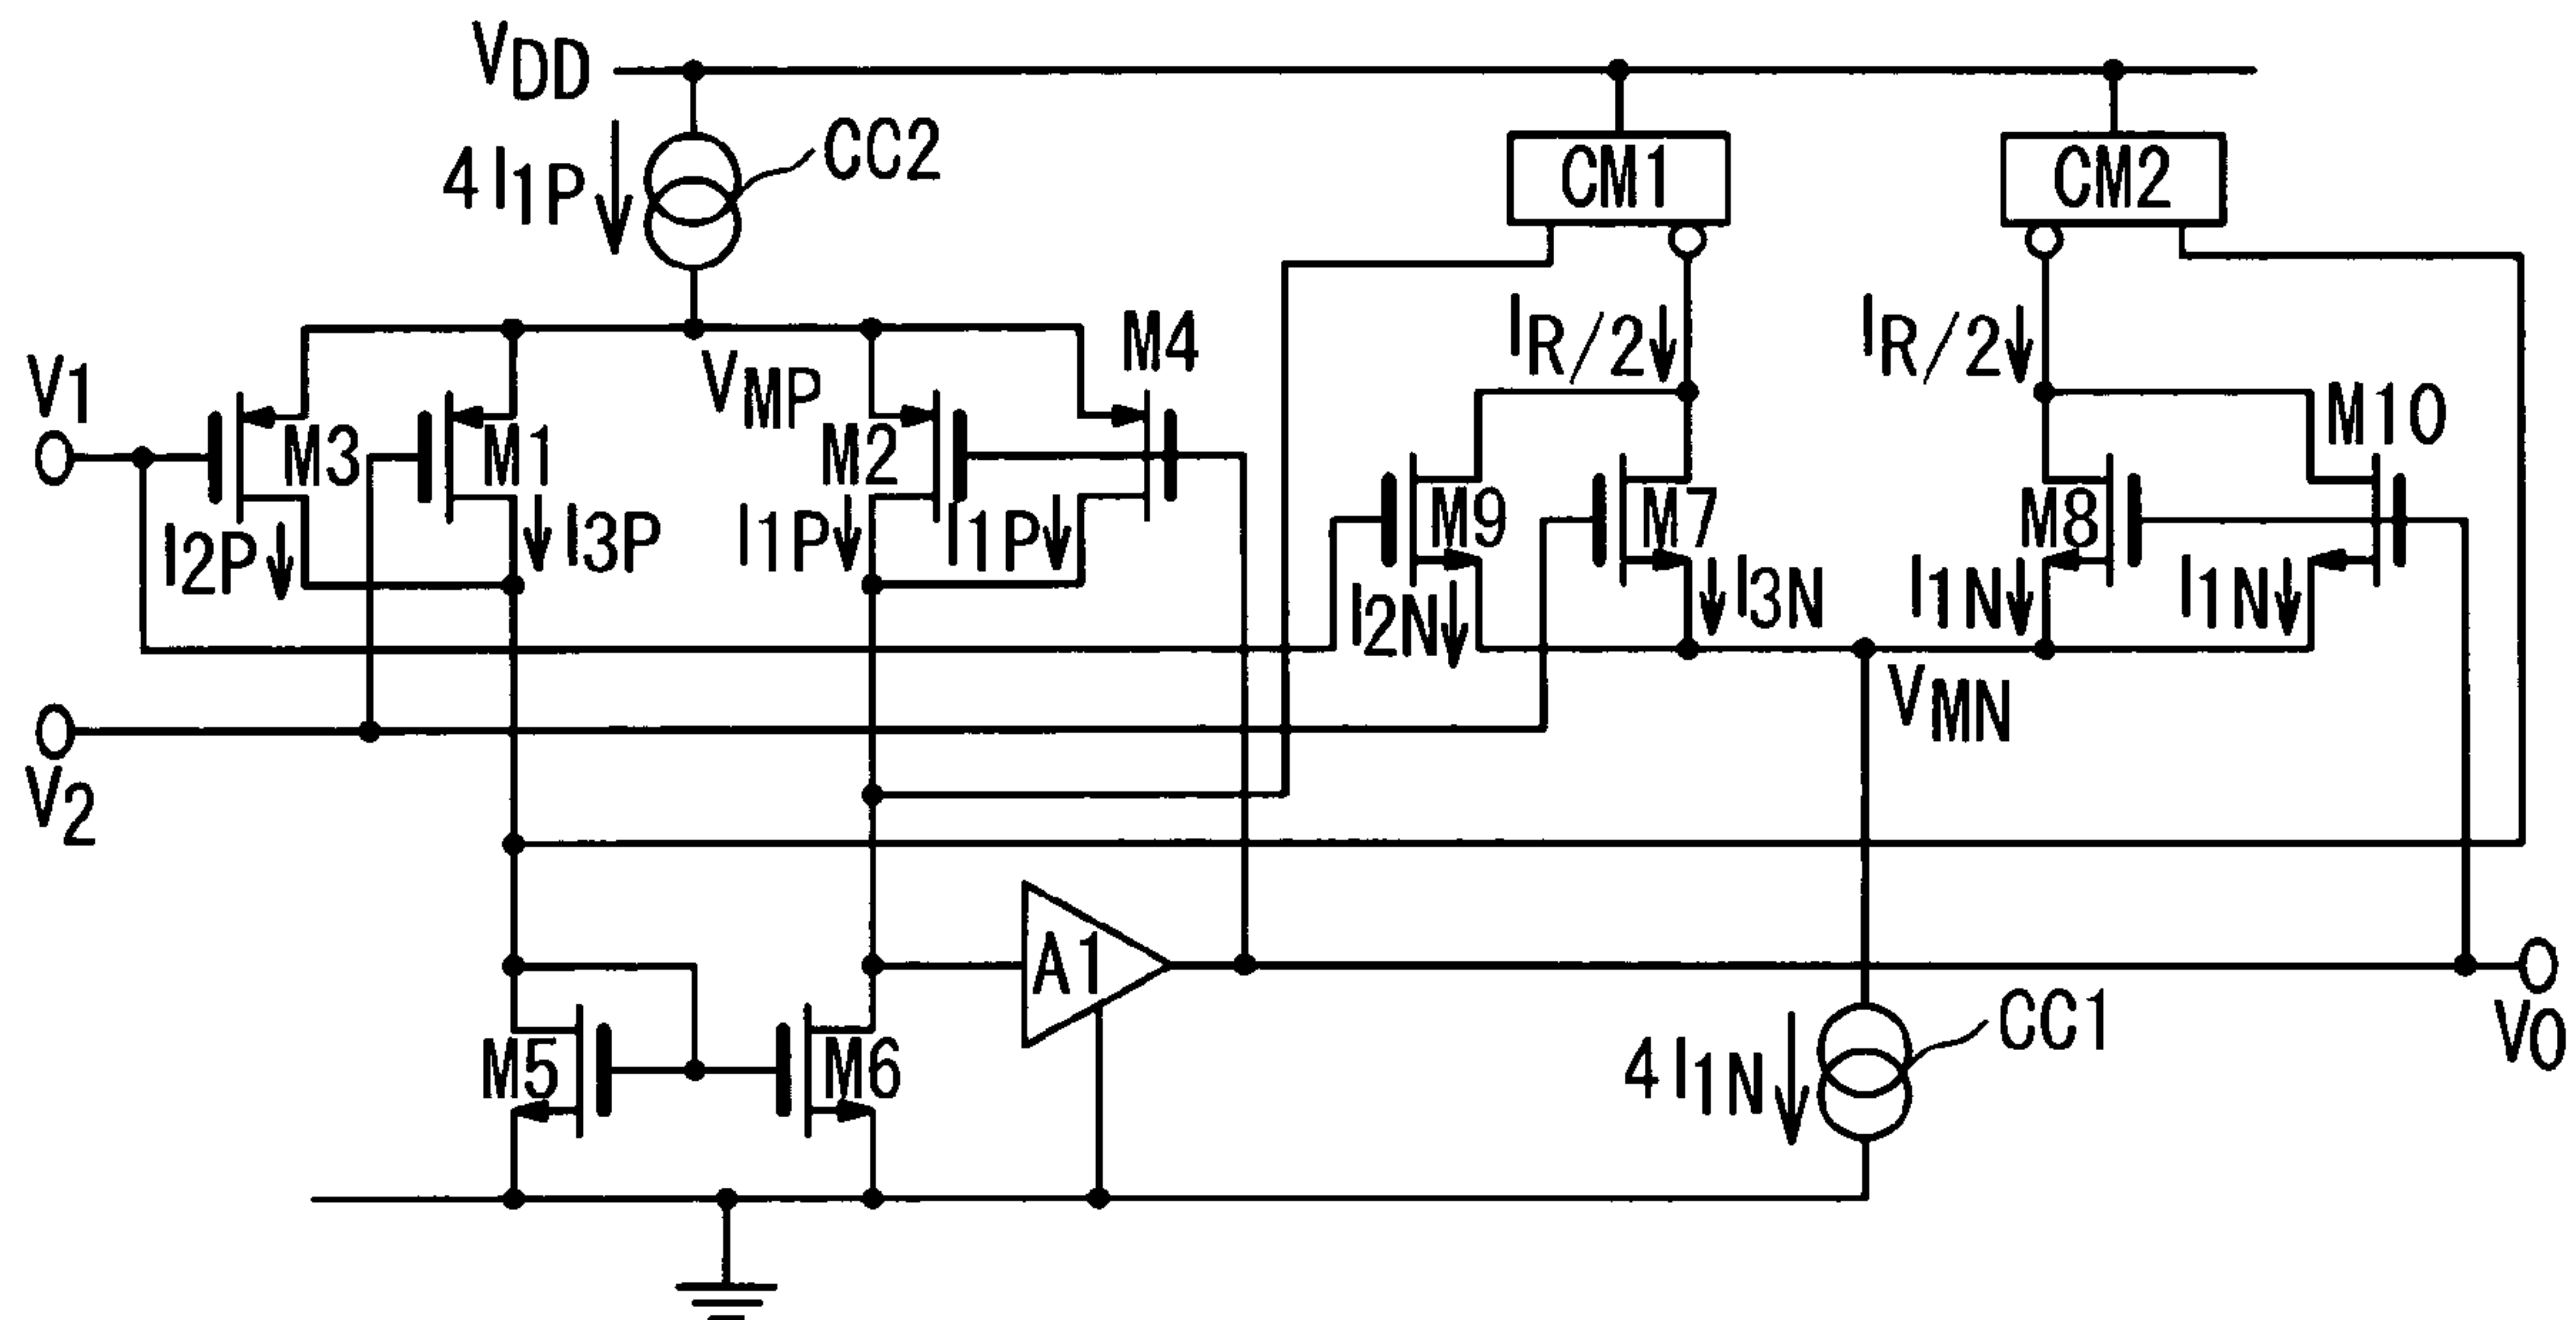 VDD
4I1P
CC2
CM1
CM2
IR/2
IR/2
V1
M3
M1
VMP
M2
M4
M9
M7
M8
M10
I2P
I3P
I1P
I1P
I2N
I3N
I1N
I1N
VMN
V2
A1
M5
M6
4I1N
CC1
VO